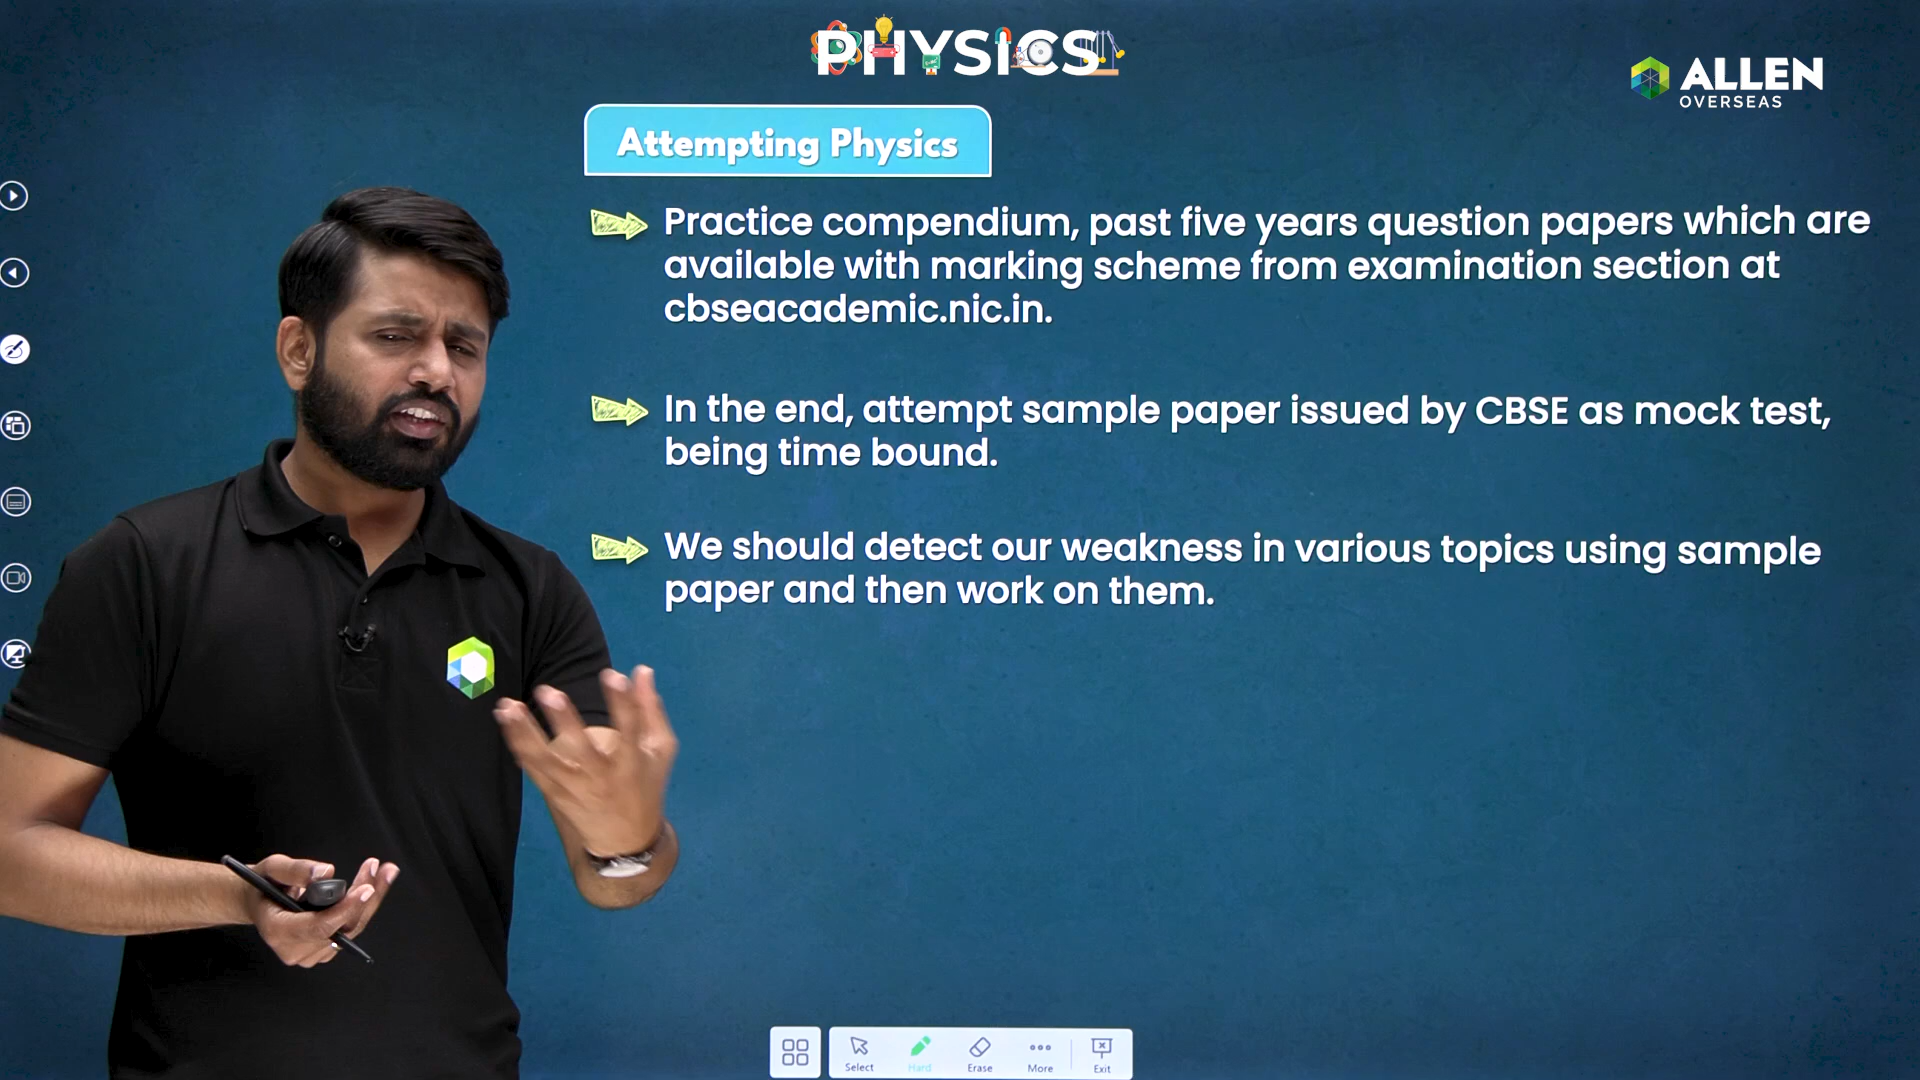 PHYSICS
ALLEN
OVERSEAS
Attempting Physics
Practice compendium, past five years question papers which are
available with marking scheme from examination section at
cbseacademic.nic.in.
In the end, attempt sample paper issued by CBSE as mock test,
being time bound.
We should detect our weakness in various topics using sample
paper and then work on them.
Select
Hard
Erase
More
Exit